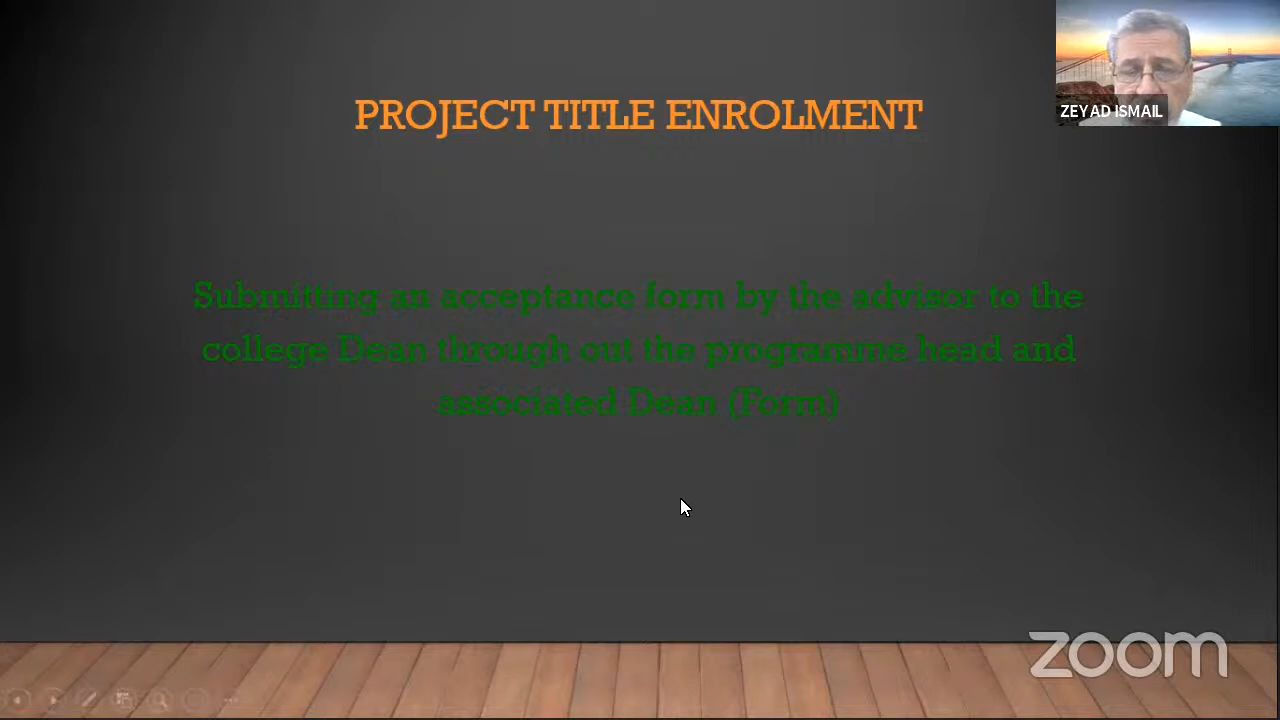 PROJECT TITLE ENROLMENT
ZEYAD ISMAIL
Submitting an acceptance form by the advisor to the
college Dean through out the programme head and
associated Dean (Form)
zoom